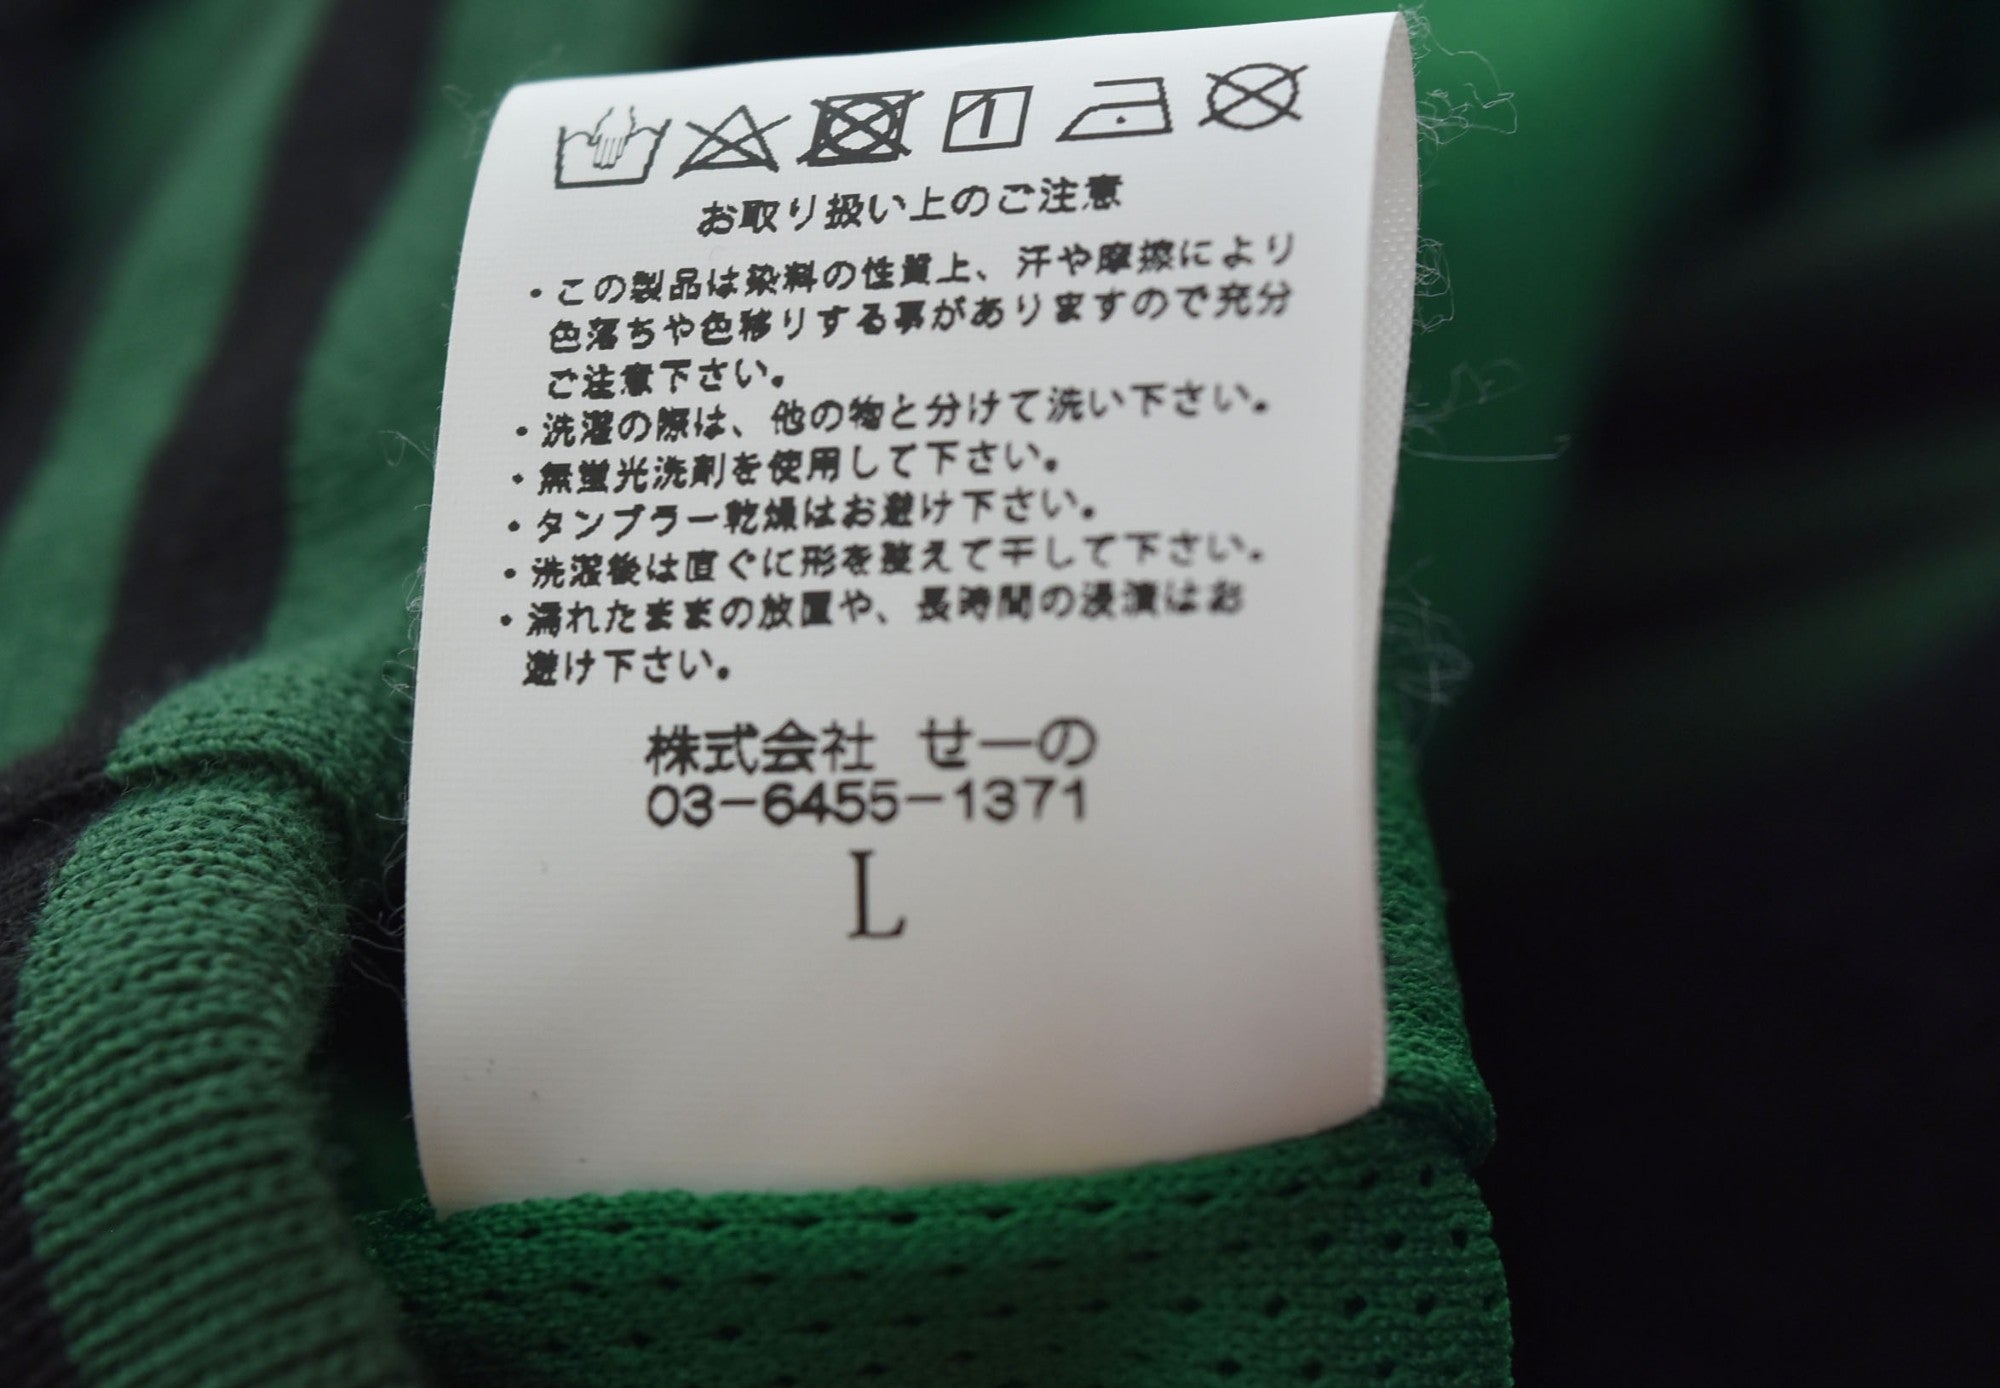 お取り扱い上のご注意
・この製品は染料の性質上、汗や摩擦により
色落ちや色移りする事がありますので充分
ご注意下さい。
・洗濯の際は、他の物と分けて洗い下さい。
・無蛍光洗剤を使用して下さい。
・タンブラー乾燥はお避け下さい。
・洗濯後は直ぐに形を整えて干して下さい。
・濡れたままの放置や、長時間の浸漬はお
避け下さい。
株式会社 せーの
03-6455-1371
L